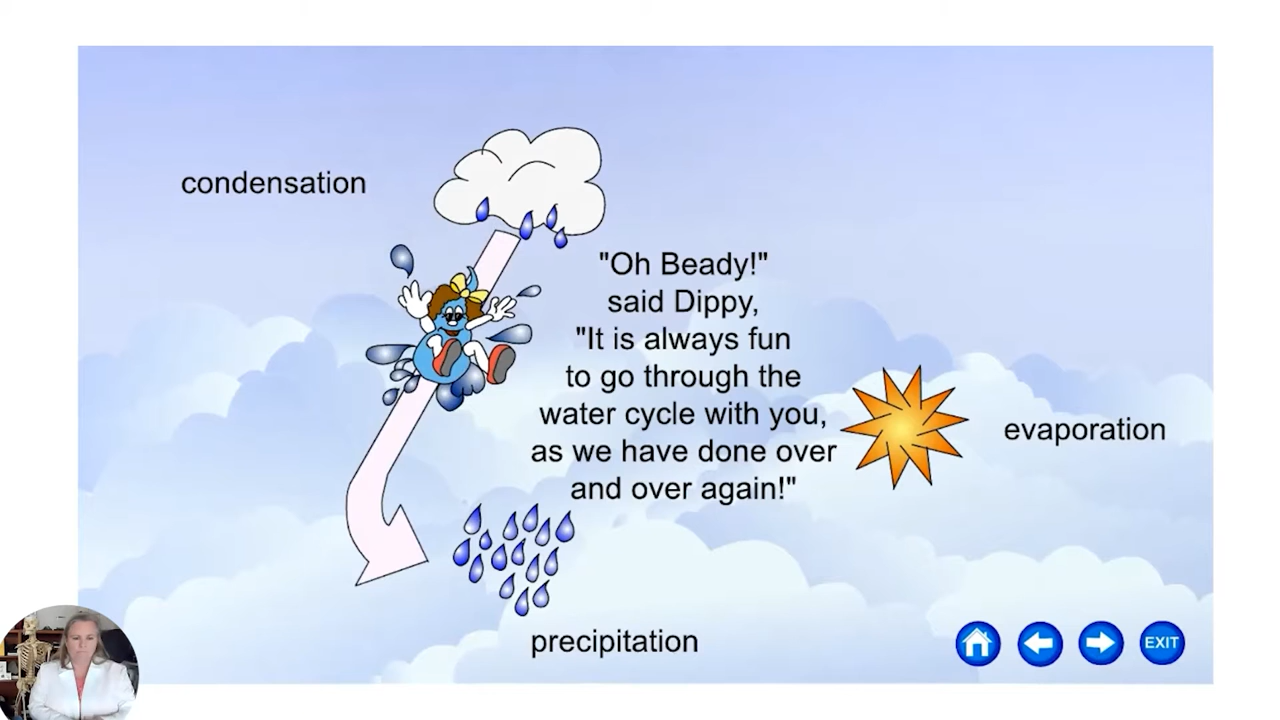 condensation
"Oh Beady!"
said Dippy,
"It is always fun
to go through the
water cycle with you,
as we have done over
and over again!"
evaporation
precipitation
EXIT